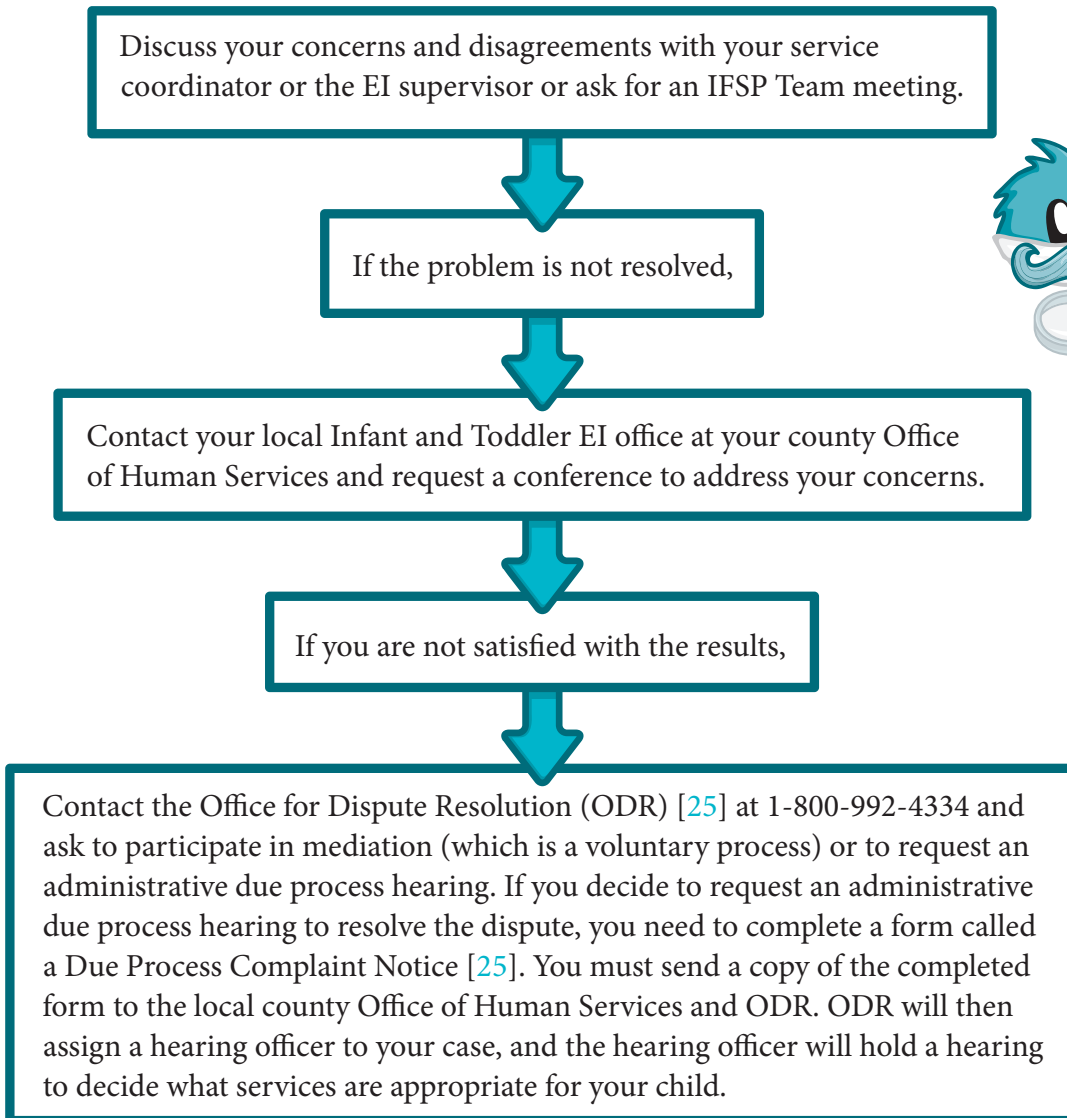 Discuss your concerns and disagreements with your service
coordinator or the EI supervisor or ask for an IFSP Team meeting.
If the problem is not resolved,
Contact your local Infant and Toddler EI office at your county Office
of Human Services and request a conference to address your concerns.
If you are not satisfied with the results,
Contact the Office for Dispute Resolution (ODR) [25] at 1-800-992-4334 and
ask to participate in mediation (which is a voluntary process) or to request an
administrative due process hearing. If you decide to request an administrative
due process hearing to resolve the dispute, you need to complete a form called
a Due Process Complaint Notice [25]. You must send a copy of the completed
form to the local county Office of Human Services and ODR. ODR will then
assign a hearing officer to your case, and the hearing officer will hold a hearing
to decide what services are appropriate for your child.